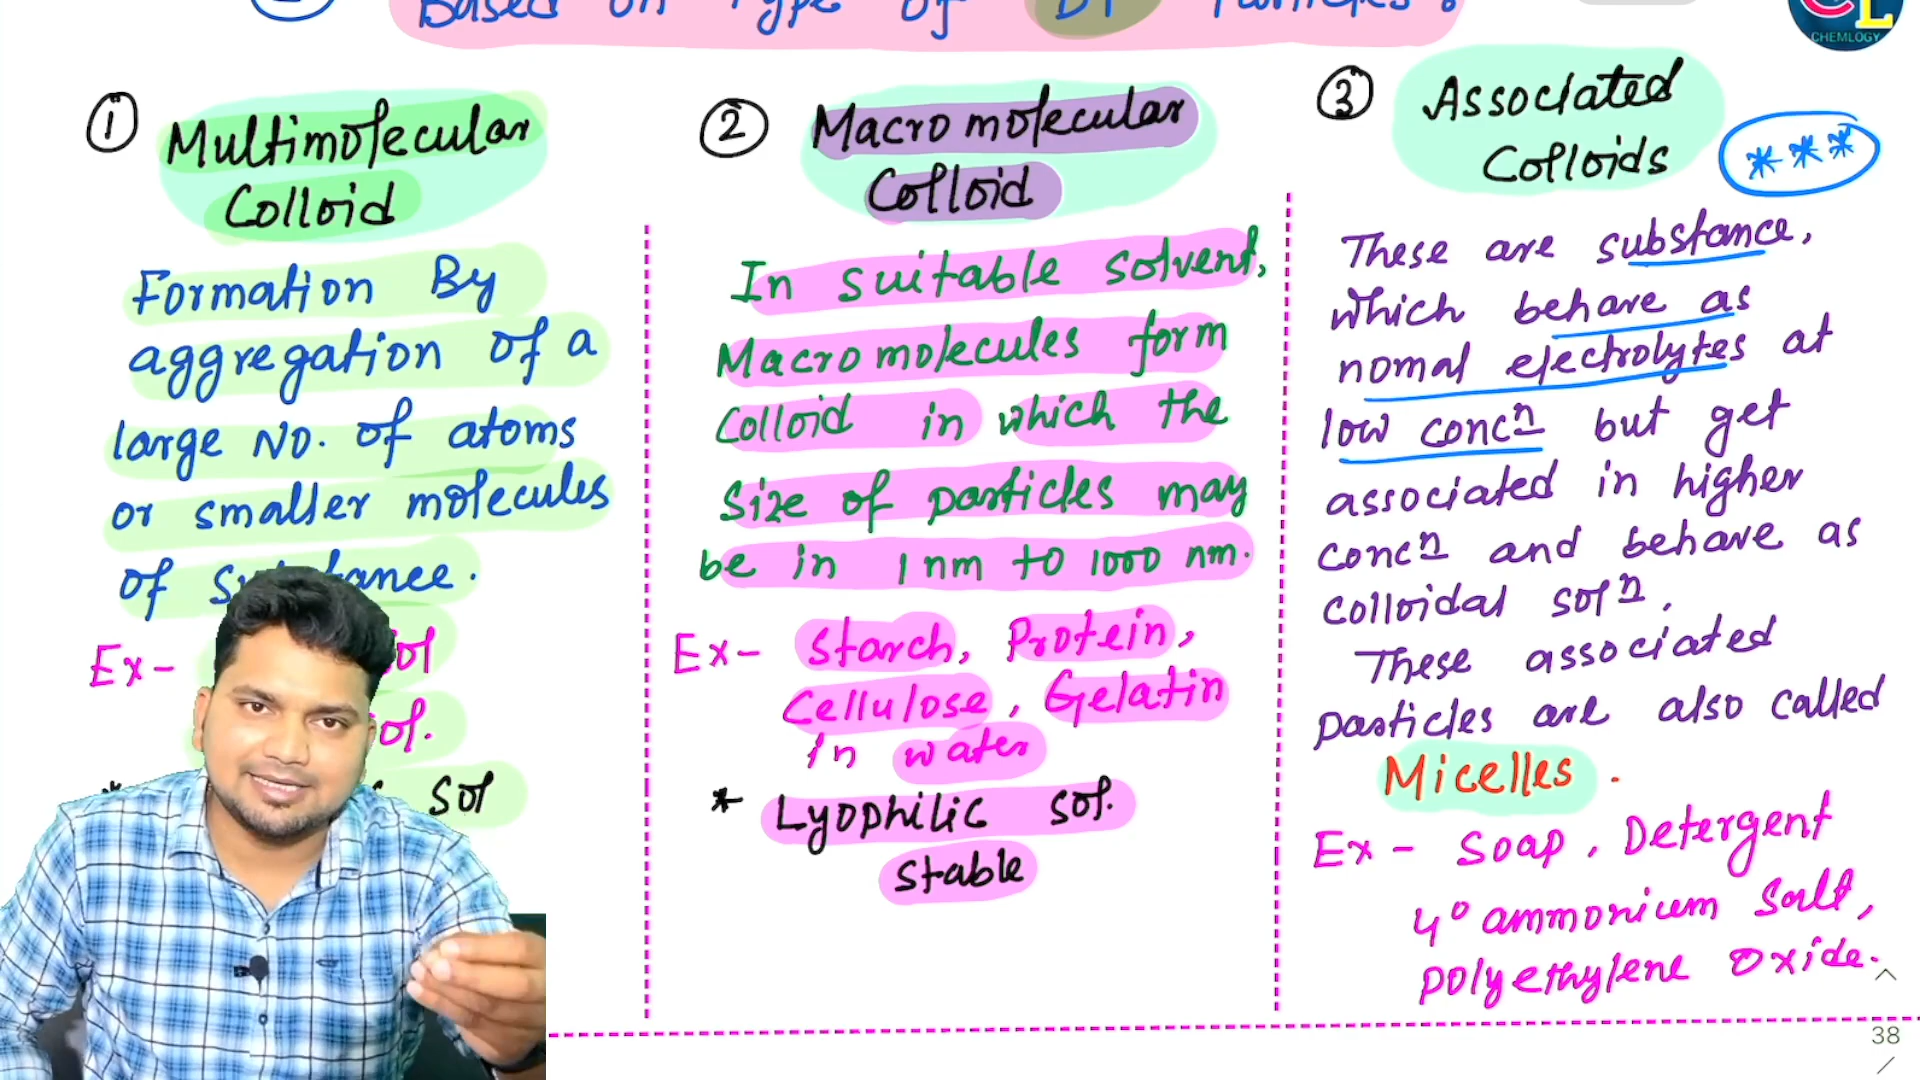 Based on Type of DP Particles:
CL
CHEMLOGY
① Multimolecular
Colloid
Formation By
aggregation of a
large NO. of atoms
or smaller molecules
of
Ex- sol
sol.
sol
② Macromolecular
Colloid
In suitable solvent,
Macromolecules form
Colloid in which the
Size of particles may
be in 1 nm to 1000 nm.
Ex- Starch, Protein,
Cellulose, Gelatin
in water
* Lyophilic sol.
Stable
③ Associated
Colloids
***
These are substance,
which behave as
nomal electrolytes at
low concⁿ but get
associated in higher
concⁿ and behave as
colloidal solⁿ.
These associated
Particles are also called
Micelles.
Ex- Soap, Detergent
4° ammonium salt,
polyethylene oxide.
38